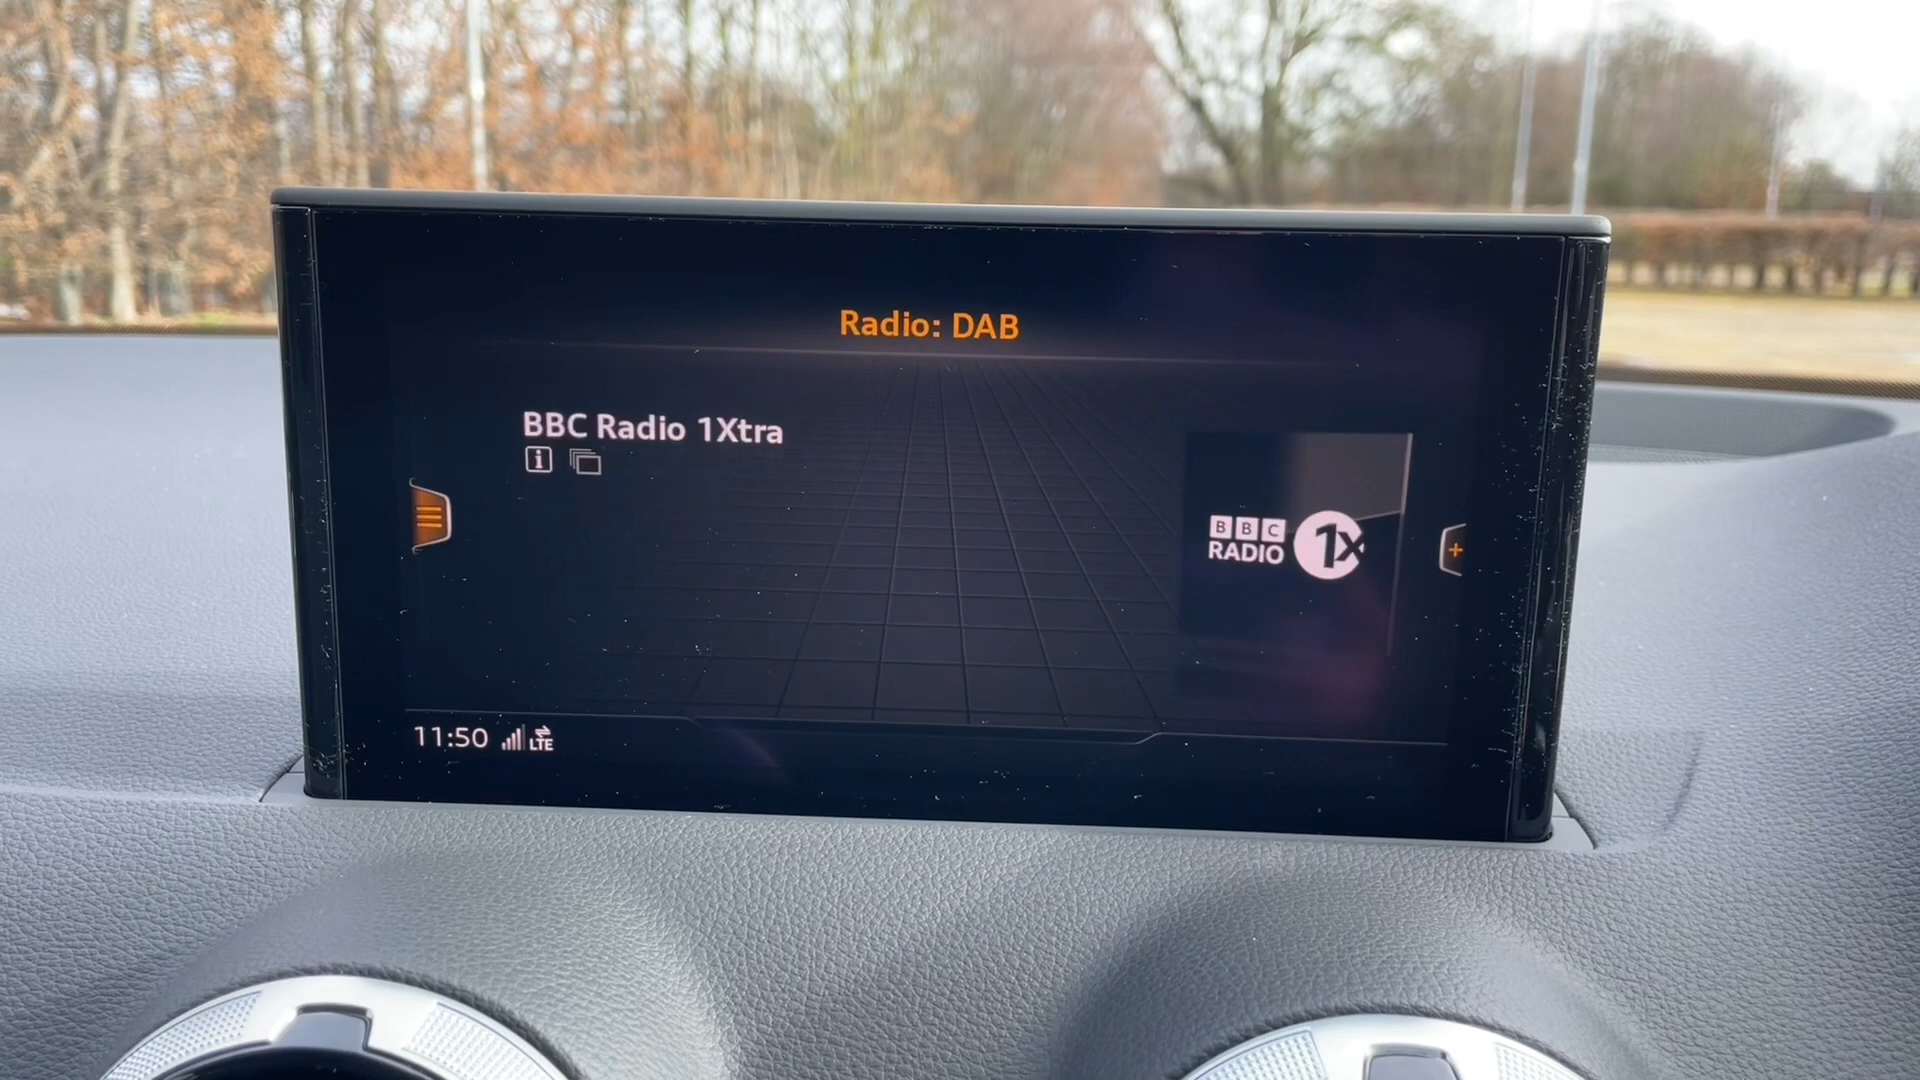 Radio: DAB
BBC Radio 1Xtra
i
BBC
RADIO 1X
+
11:50 LTE